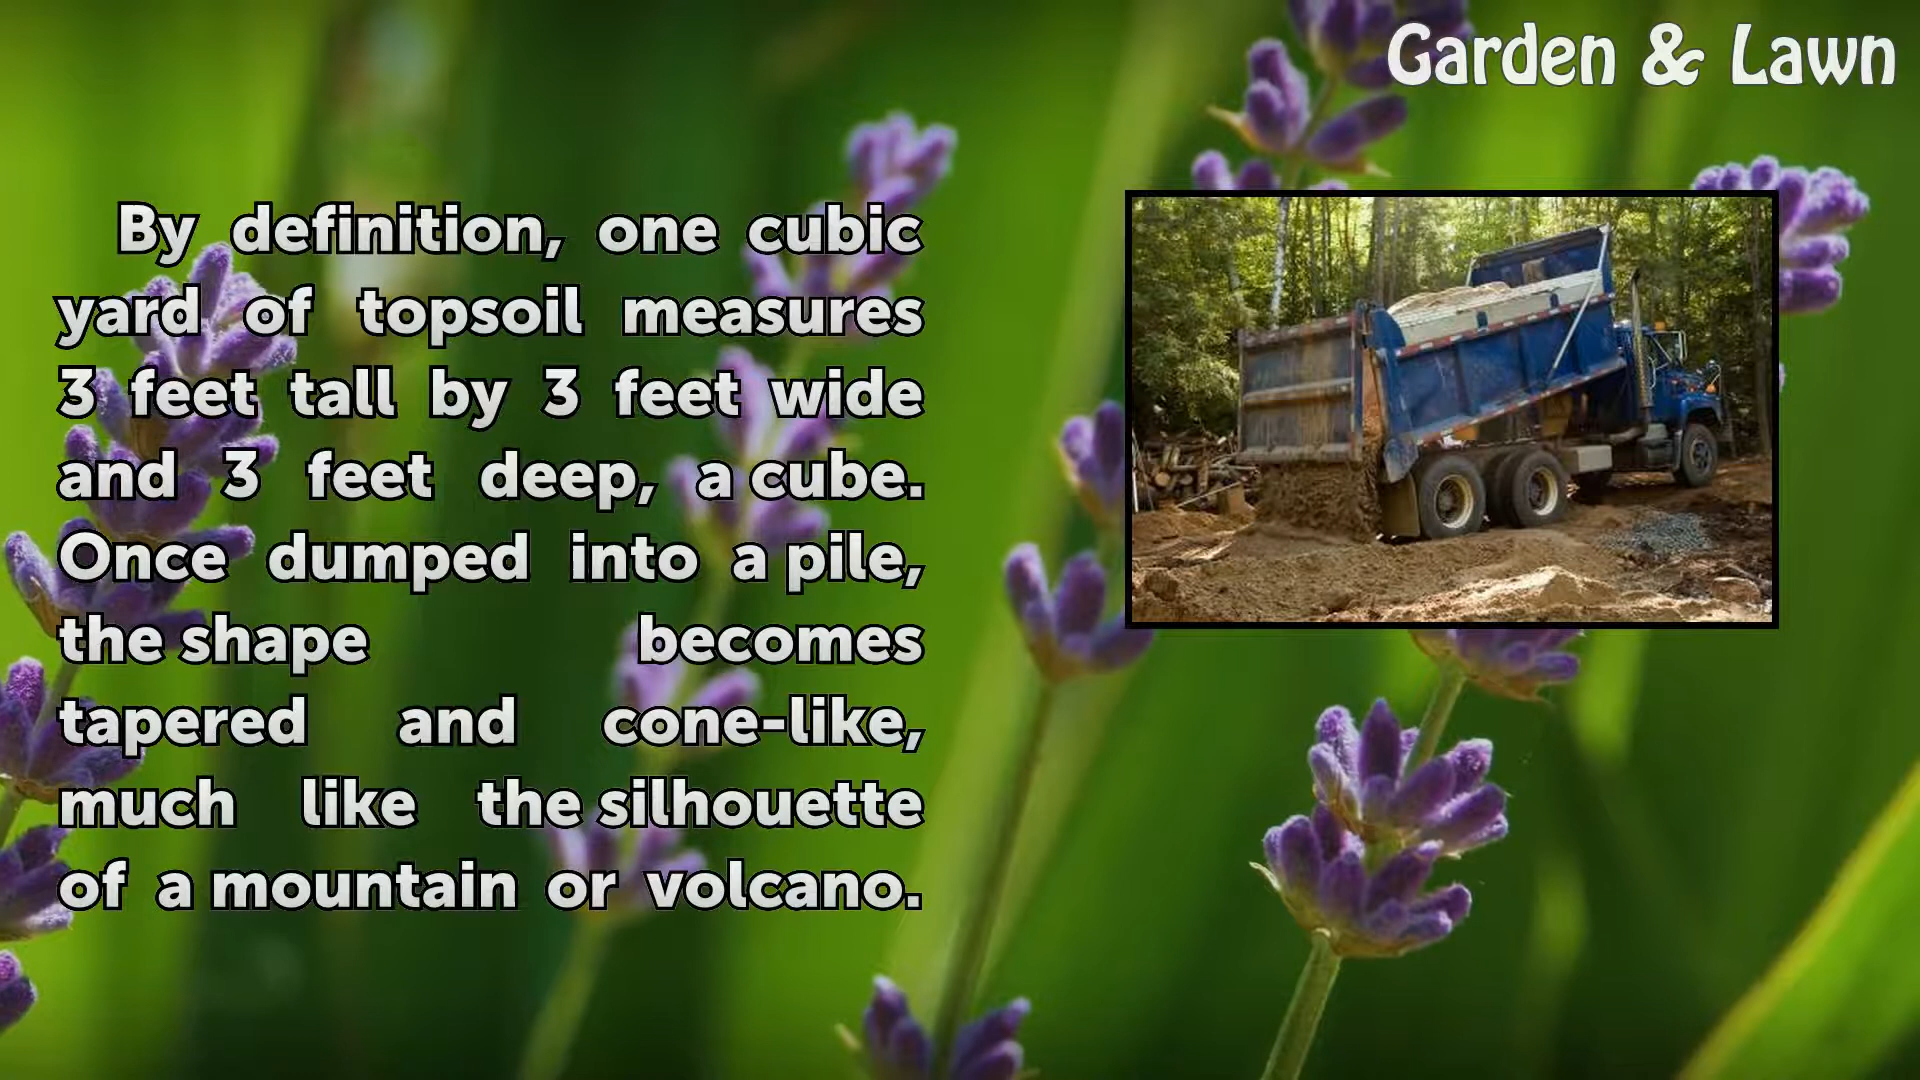 Garden & Lawn
By definition, one cubic
yard of topsoil measures
3 feet tall by 3 feet wide
and 3 feet deep, a cube.
Once dumped into a pile,
the shape becomes
tapered and cone-like,
much like the silhouette
of a mountain or volcano.